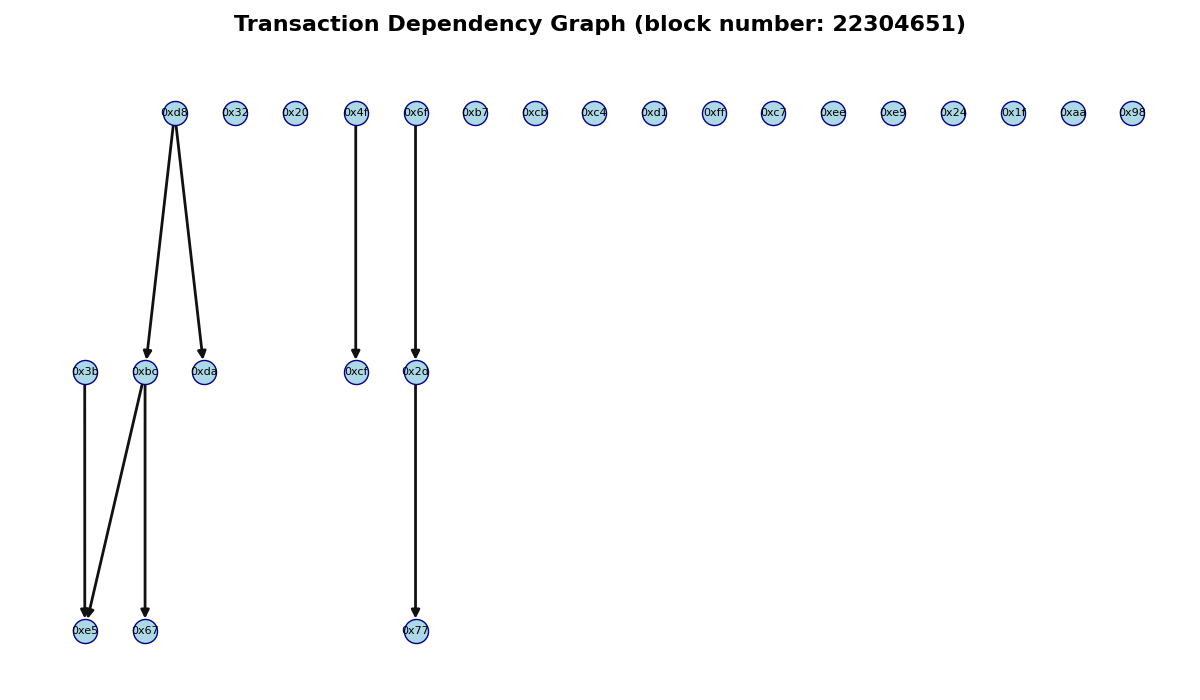 Transaction Dependency Graph (block number: 22304651)
0xd8 0x32 0x20 0x4f 0x6f 0xb7 0xcb 0xc4 0xd1 0xff 0xc7 0xee 0xe9 0x24 0x1f 0xaa 0x98
0x3b 0xbc 0xda 0xcf 0x2d
0xe5 0x67 0x77